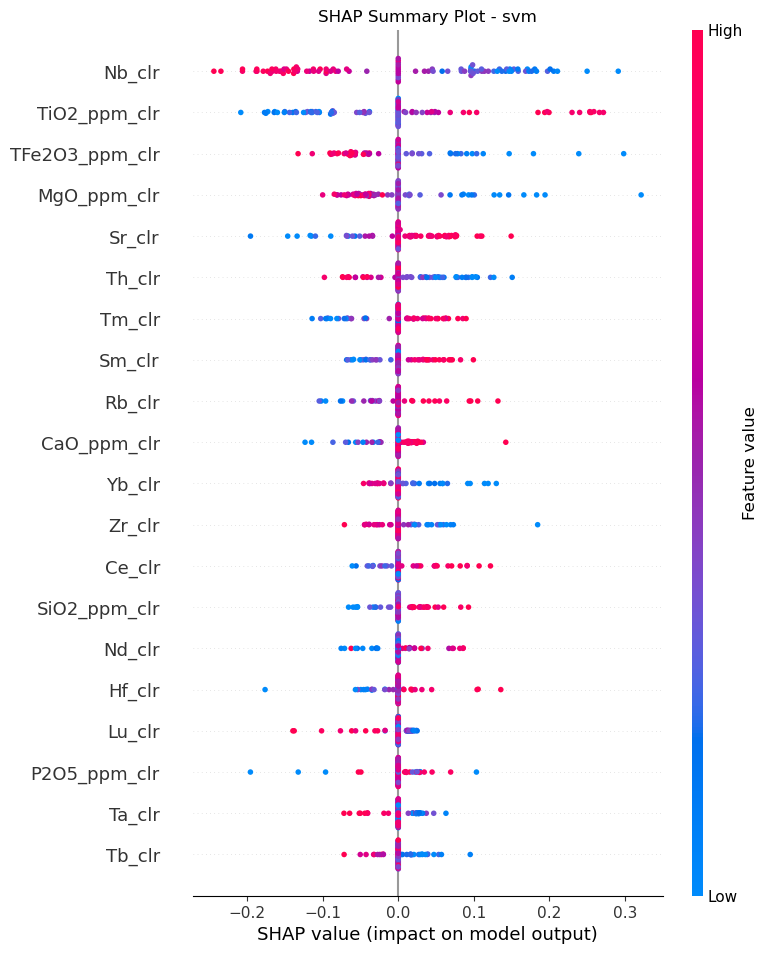 SHAP Summary Plot - svm
High
Nb_clr
TiO2_ppm_clr
TFe2O3_ppm_clr
MgO_ppm_clr
Sr_clr
Th_clr
Tm_clr
Sm_clr
Rb_clr
CaO_ppm_clr
Yb_clr
Zr_clr
Ce_clr
SiO2_ppm_clr
Nd_clr
Hf_clr
Lu_clr
P2O5_ppm_clr
Ta_clr
Tb_clr
Feature value
Low
−0.2 −0.1 0.0 0.1 0.2 0.3
SHAP value (impact on model output)